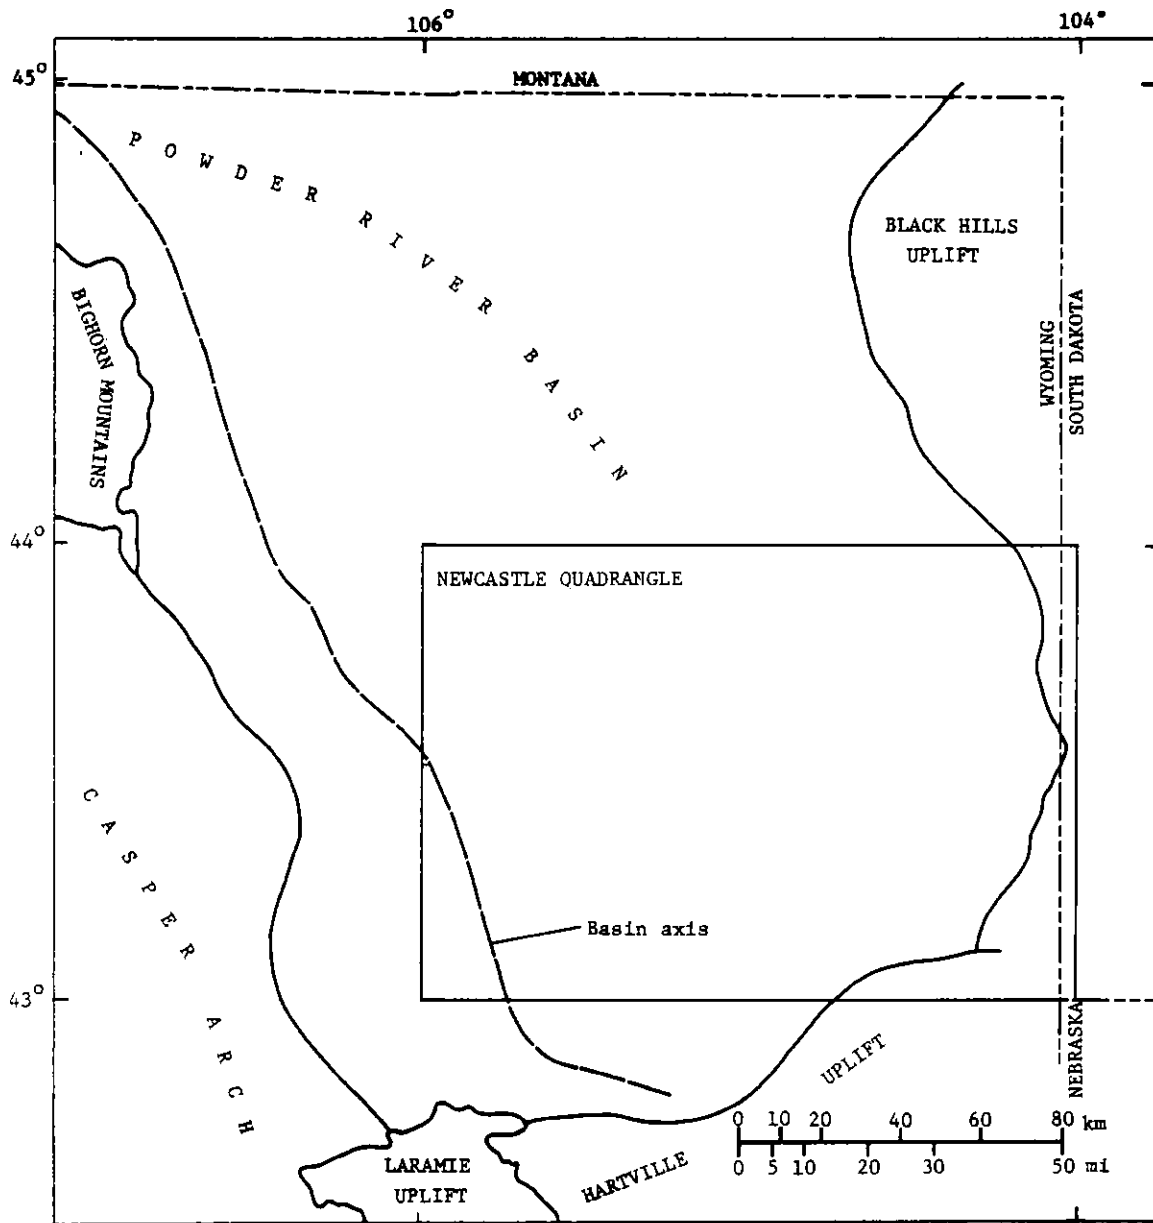 106° 104°
45°
MONTANA
POWDER RIVER BASIN
BLACK HILLS
UPLIFT
BIGHORN MOUNTAINS
WYOMING
SOUTH DAKOTA
44°
NEWCASTLE QUADRANGLE
CASPER ARCH
Basin axis
43°
NEBRASKA
HARTVILLE UPLIFT
LARAMIE
UPLIFT
0 10 20 40 60 80 km
0 5 10 20 30 50 mi